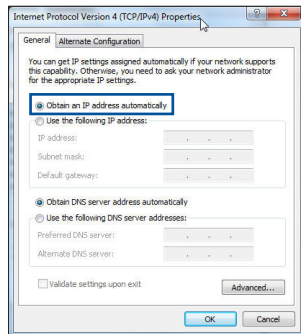 Internet Protocol Version 4 (TCP/IPv4) Properties
General
Alternate Configuration
You can get IP settings assigned automatically if your network supports
this capability. Otherwise, you need to ask your network administrator
for the appropriate IP settings.
Obtain an IP address automatically
Use the following IP address:
IP address:
Subnet mask:
Default gateway:
Obtain DNS server address automatically
Use the following DNS server addresses:
Preferred DNS server:
Alternate DNS server:
Validate settings upon exit
Advanced...
OK
Cancel